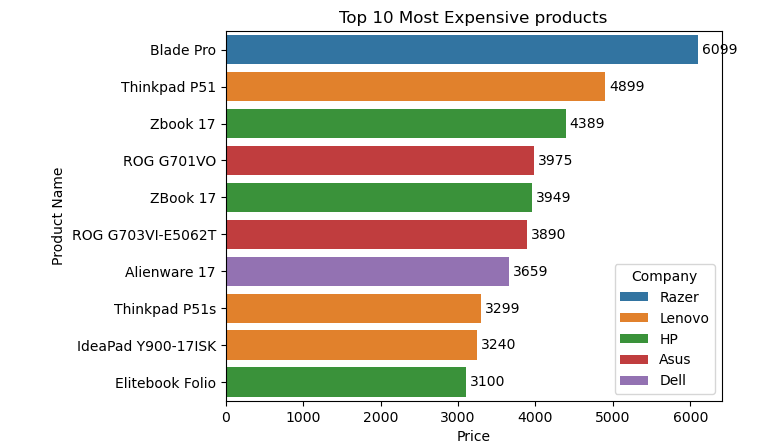 Top 10 Most Expensive products
Product Name
Blade Pro 6099
Thinkpad P51 4899
Zbook 17 4389
ROG G701VO 3975
ZBook 17 3949
ROG G703VI-E5062T 3890
Alienware 17 3659
Thinkpad P51s 3299
IdeaPad Y900-17ISK 3240
Elitebook Folio 3100
Company
Razer
Lenovo
HP
Asus
Dell
0 1000 2000 3000 4000 5000 6000
Price